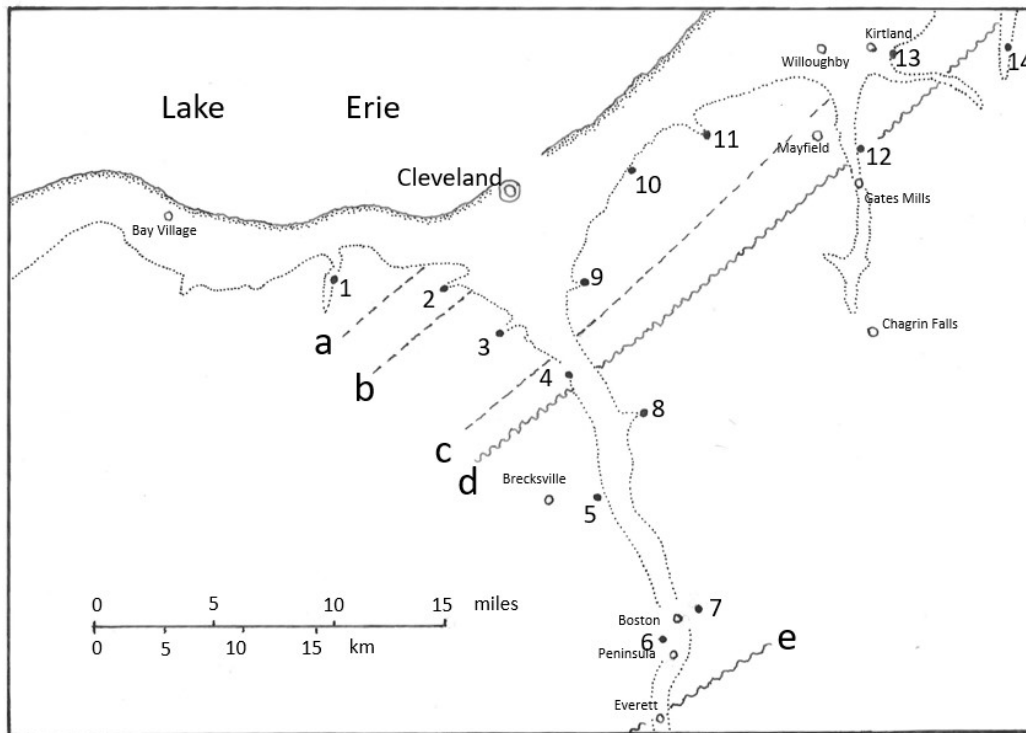 Kirtland
Willoughby
13
14
Lake Erie
11
Mayfield
12
10
Cleveland
Gates Mills
Bay Village
1
2
9
a
3
Chagrin Falls
b
4
8
c
d
Brecksville
5
0 5 10 15 miles
0 5 10 15 km
7
Boston
6
Peninsula
e
Everett